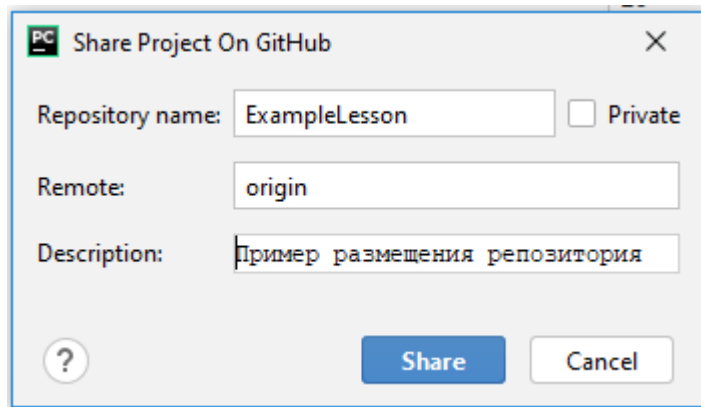 PC Share Project On GitHub
Repository name: ExampleLesson Private
Remote: origin
Description: Пример размещения репозитория
? Share Cancel